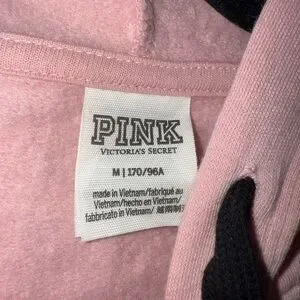 PINK
VICTORIA'S SECRET
M | 170/96A
made in Vietnam/fabriqué au
Vietnam/hecho en Vietnam/
fabbricato in Vietnam/